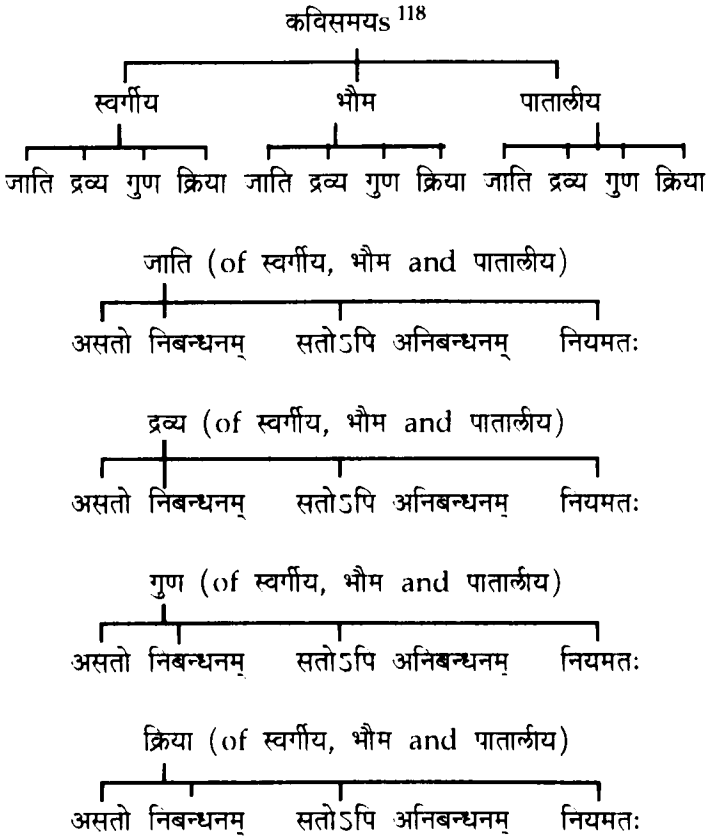 कविसमयs 118
स्वर्गीय भौम पातालीय
जाति द्रव्य गुण क्रिया जाति द्रव्य गुण क्रिया जाति द्रव्य गुण क्रिया
जाति (of स्वर्गीय, भौम and पातालीय)
असतो निबन्धनम् सतोऽपि अनिबन्धनम् नियमतः
द्रव्य (of स्वर्गीय, भौम and पातालीय)
असतो निबन्धनम् सतोऽपि अनिबन्धनम् नियमतः
गुण (of स्वर्गीय, भौम and पातालीय)
असतो निबन्धनम् सतोऽपि अनिबन्धनम् नियमतः
क्रिया (of स्वर्गीय, भौम and पातालीय)
असतो निबन्धनम् सतोऽपि अनिबन्धनम् नियमतः